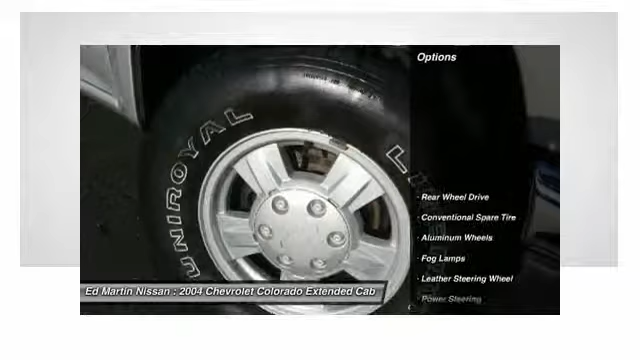 Options
UNIROYAL
· Rear Wheel Drive
· Conventional Spare Tire
· Aluminum Wheels
· Fog Lamps
· Leather Steering Wheel
· Power Steering
Ed Martin Nissan : 2004 Chevrolet Colorado Extended Cab